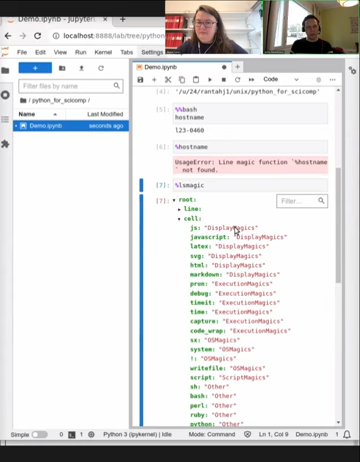 Demo.ipynb - Jupyter
localhost:8888/lab/tree/python
File Edit View Run Kernel Tabs Settings
Filter files by name
/ python_for_scicomp /
Name Last Modified
Demo.ipynb seconds ago
Demo.ipynb
Code
[4]: '/u/24/rantahj1/unix/python_for_scicomp'
[5]: %%bash
hostname
l23-0460
[6]: %hostname
UsageError: Line magic function `%hostname
` not found.
[7]: %lsmagic
[7]: root:
Filter...
line:
cell:
js: "DisplayMagics"
javascript: "DisplayMagics"
latex: "DisplayMagics"
svg: "DisplayMagics"
html: "DisplayMagics"
markdown: "DisplayMagics"
prun: "ExecutionMagics"
debug: "ExecutionMagics"
timeit: "ExecutionMagics"
time: "ExecutionMagics"
capture: "ExecutionMagics"
code_wrap: "ExecutionMagics"
sx: "OSMagics"
system: "OSMagics"
!: "OSMagics"
writefile: "OSMagics"
script: "ScriptMagics"
sh: "Other"
bash: "Other"
perl: "Other"
ruby: "Other"
python: "Other"
Simple 0 1 Python 3 (ipykernel) | Idle Mode: Command Ln 1, Col 9 Demo.ipynb 1